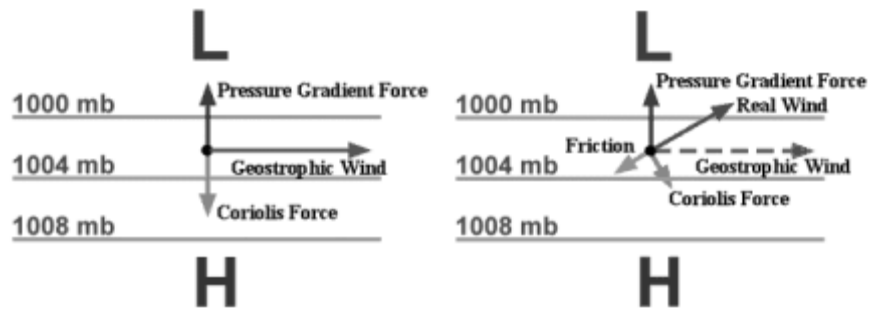 L
Pressure Gradient Force
1000 mb
1004 mb
Geostrophic Wind
Coriolis Force
1008 mb
H
L
Pressure Gradient Force
1000 mb
Real Wind
Friction
1004 mb
Geostrophic Wind
Coriolis Force
1008 mb
H